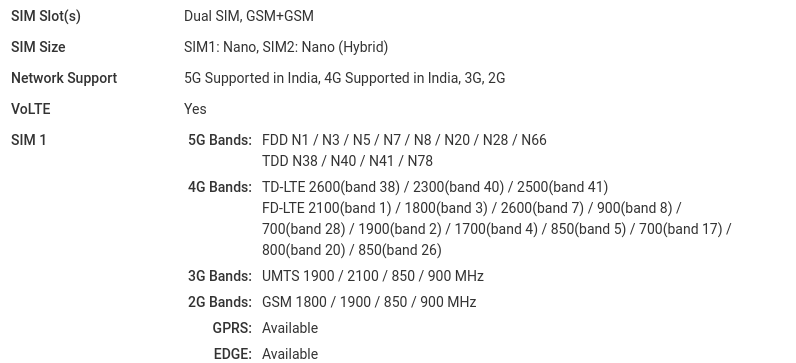 SIM Slot(s) Dual SIM, GSM+GSM
SIM Size SIM1: Nano, SIM2: Nano (Hybrid)
Network Support 5G Supported in India, 4G Supported in India, 3G, 2G
VoLTE Yes
SIM 1 5G Bands: FDD N1 / N3 / N5 / N7 / N8 / N20 / N28 / N66
TDD N38 / N40 / N41 / N78
4G Bands: TD-LTE 2600(band 38) / 2300(band 40) / 2500(band 41)
FD-LTE 2100(band 1) / 1800(band 3) / 2600(band 7) / 900(band 8) /
700(band 28) / 1900(band 2) / 1700(band 4) / 850(band 5) / 700(band 17) /
800(band 20) / 850(band 26)
3G Bands: UMTS 1900 / 2100 / 850 / 900 MHz
2G Bands: GSM 1800 / 1900 / 850 / 900 MHz
GPRS: Available
EDGE: Available